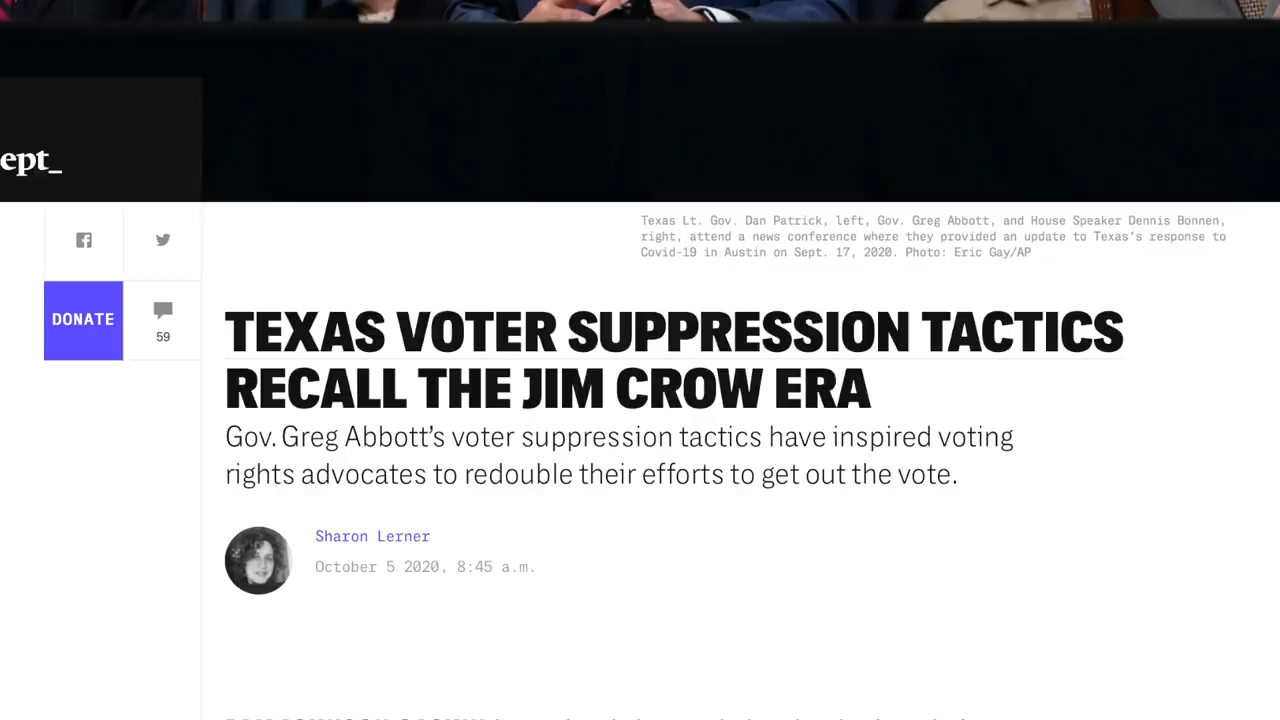 ept_
Texas Lt. Gov. Dan Patrick, left, Gov. Greg Abbott, and House Speaker Dennis Bonnen,
right, attend a news conference where they provided an update to Texas's response to
Covid-19 in Austin on Sept. 17, 2020. Photo: Eric Gay/AP
DONATE
59
TEXAS VOTER SUPPRESSION TACTICS
RECALL THE JIM CROW ERA
Gov. Greg Abbott's voter suppression tactics have inspired voting
rights advocates to redouble their efforts to get out the vote.
Sharon Lerner
October 5 2020, 8:45 a.m.